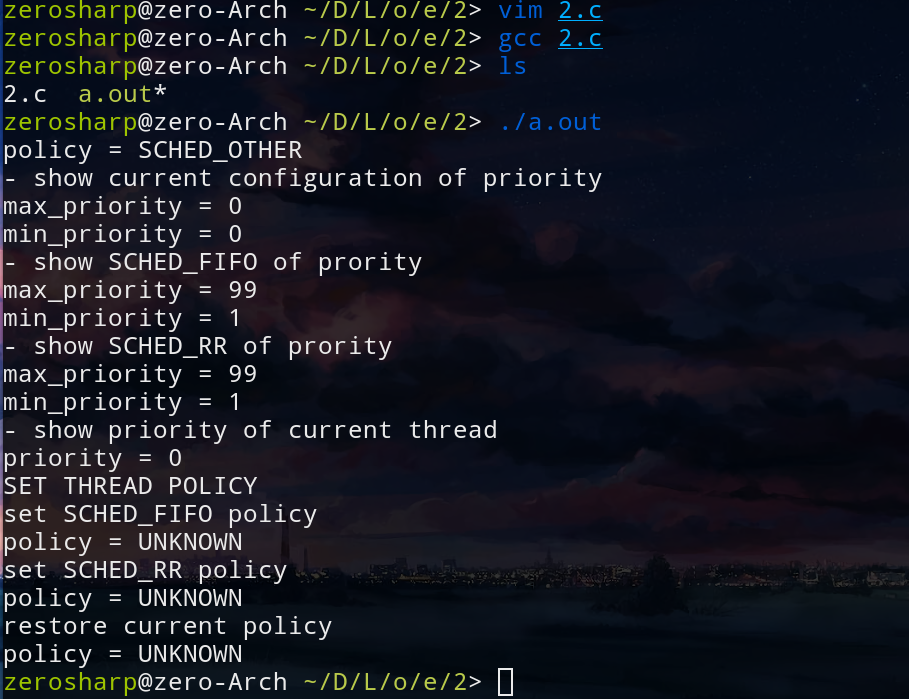 zerosharp@zero-Arch ~/D/L/o/e/2> vim 2.c
zerosharp@zero-Arch ~/D/L/o/e/2> gcc 2.c
zerosharp@zero-Arch ~/D/L/o/e/2> ls
2.c  a.out*
zerosharp@zero-Arch ~/D/L/o/e/2> ./a.out
policy = SCHED_OTHER
- show current configuration of priority
max_priority = 0
min_priority = 0
- show SCHED_FIFO of prority
max_priority = 99
min_priority = 1
- show SCHED_RR of prority
max_priority = 99
min_priority = 1
- show priority of current thread
priority = 0
SET THREAD POLICY
set SCHED_FIFO policy
policy = UNKNOWN
set SCHED_RR policy
policy = UNKNOWN
restore current policy
policy = UNKNOWN
zerosharp@zero-Arch ~/D/L/o/e/2>